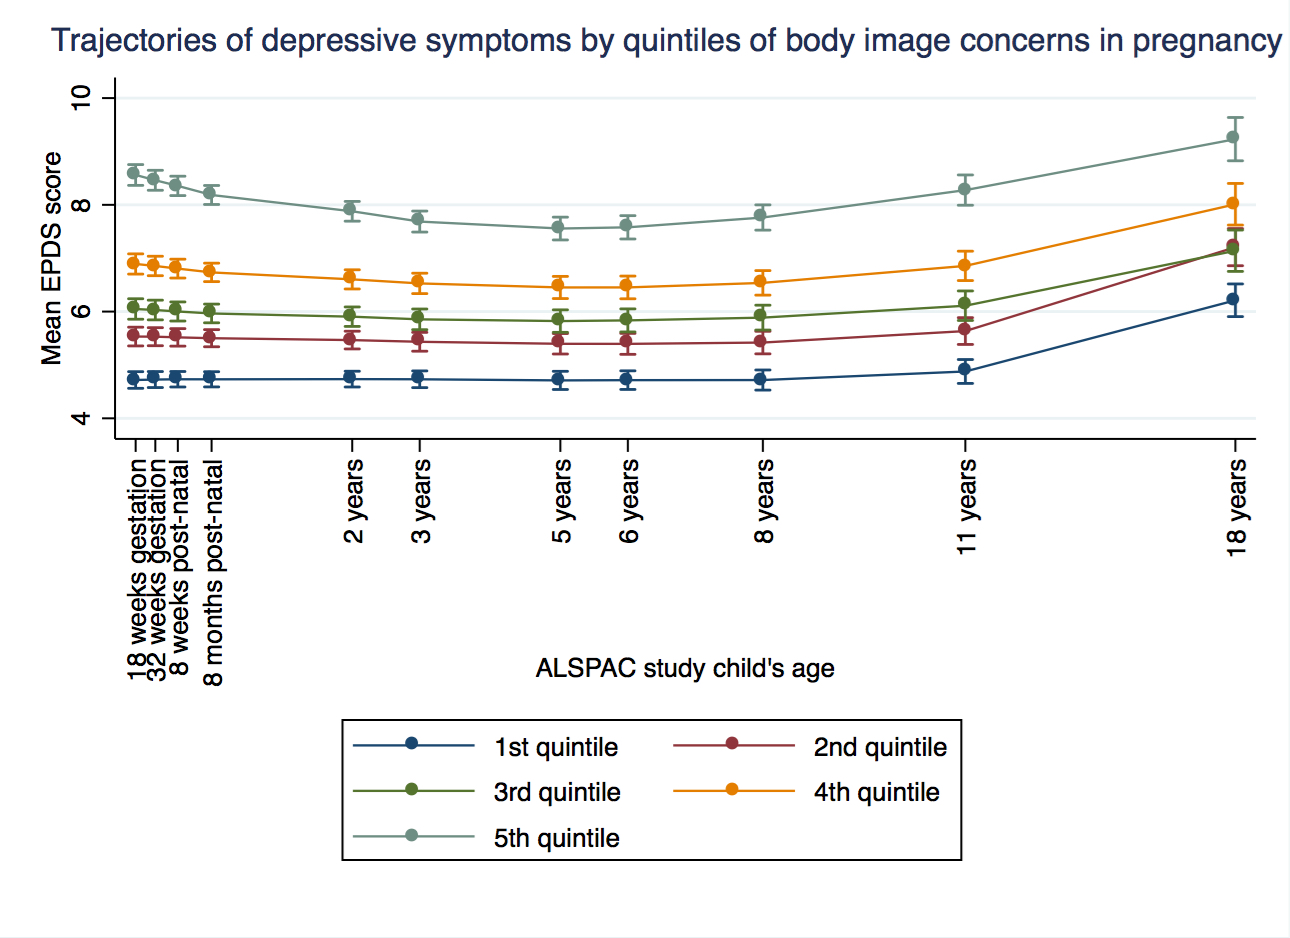 Trajectories of depressive symptoms by quintiles of body image concerns in pregnancy
Mean EPDS score
10
8
6
4
18 weeks gestation
32 weeks gestation
8 weeks post-natal
8 months post-natal
2 years
3 years
5 years
6 years
8 years
11 years
18 years
ALSPAC study child's age
1st quintile
2nd quintile
3rd quintile
4th quintile
5th quintile